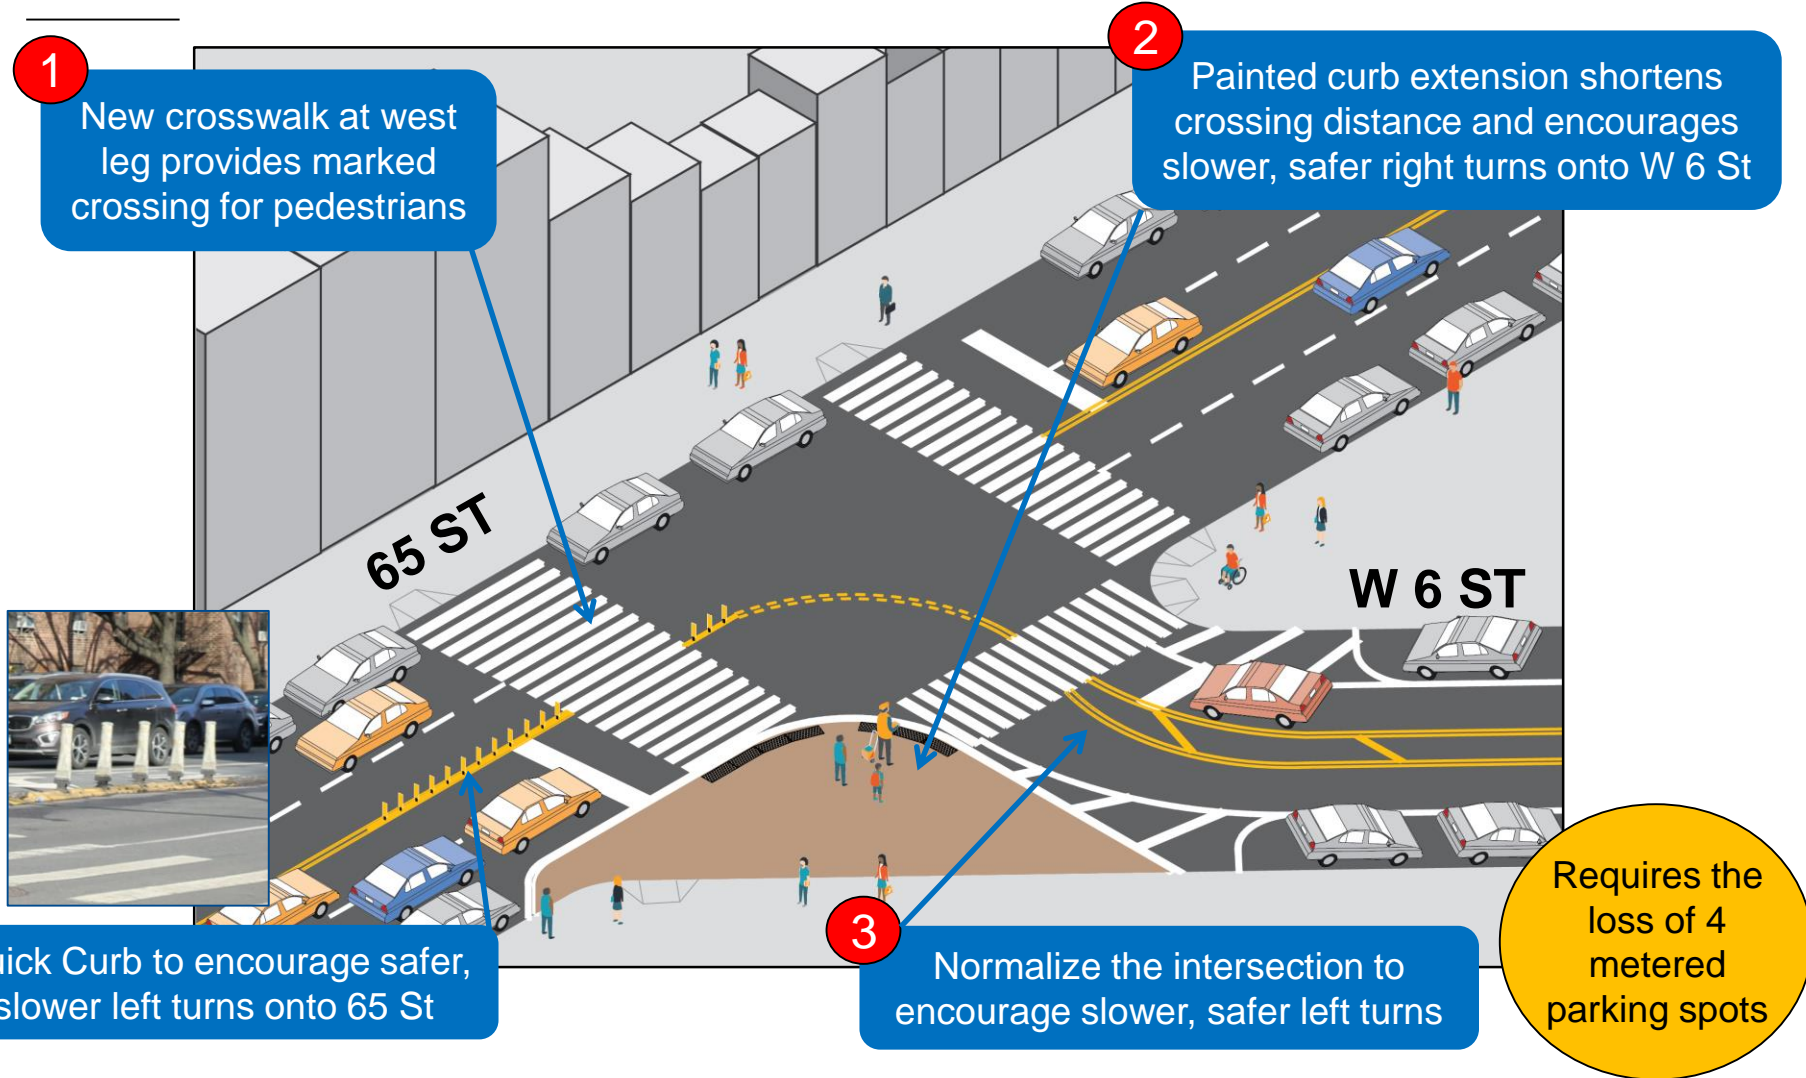 1
New crosswalk at west
leg provides marked
crossing for pedestrians
2
Painted curb extension shortens
crossing distance and encourages
slower, safer right turns onto W 6 St
65 ST
W 6 ST
uick Curb to encourage safer,
slower left turns onto 65 St
3
Normalize the intersection to
encourage slower, safer left turns
Requires the
loss of 4
metered
parking spots